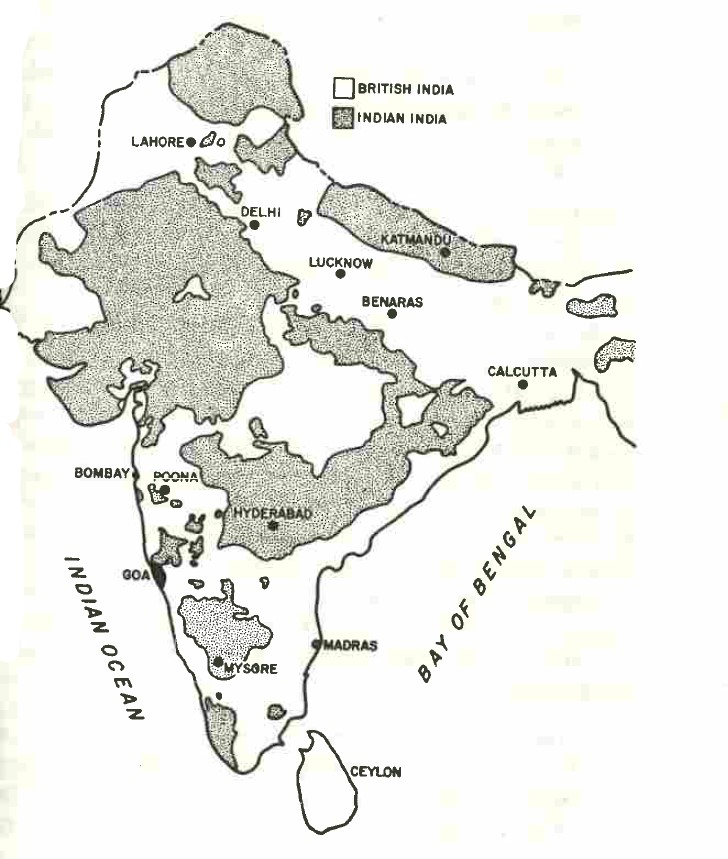 BRITISH INDIA
INDIAN INDIA
LAHORE
DELHI
KATMANDU
LUCKNOW
BENARAS
CALCUTTA
BOMBAY
POONA
HYDERABAD
GOA
INDIAN OCEAN
BAY OF BENGAL
MADRAS
MYSORE
CEYLON